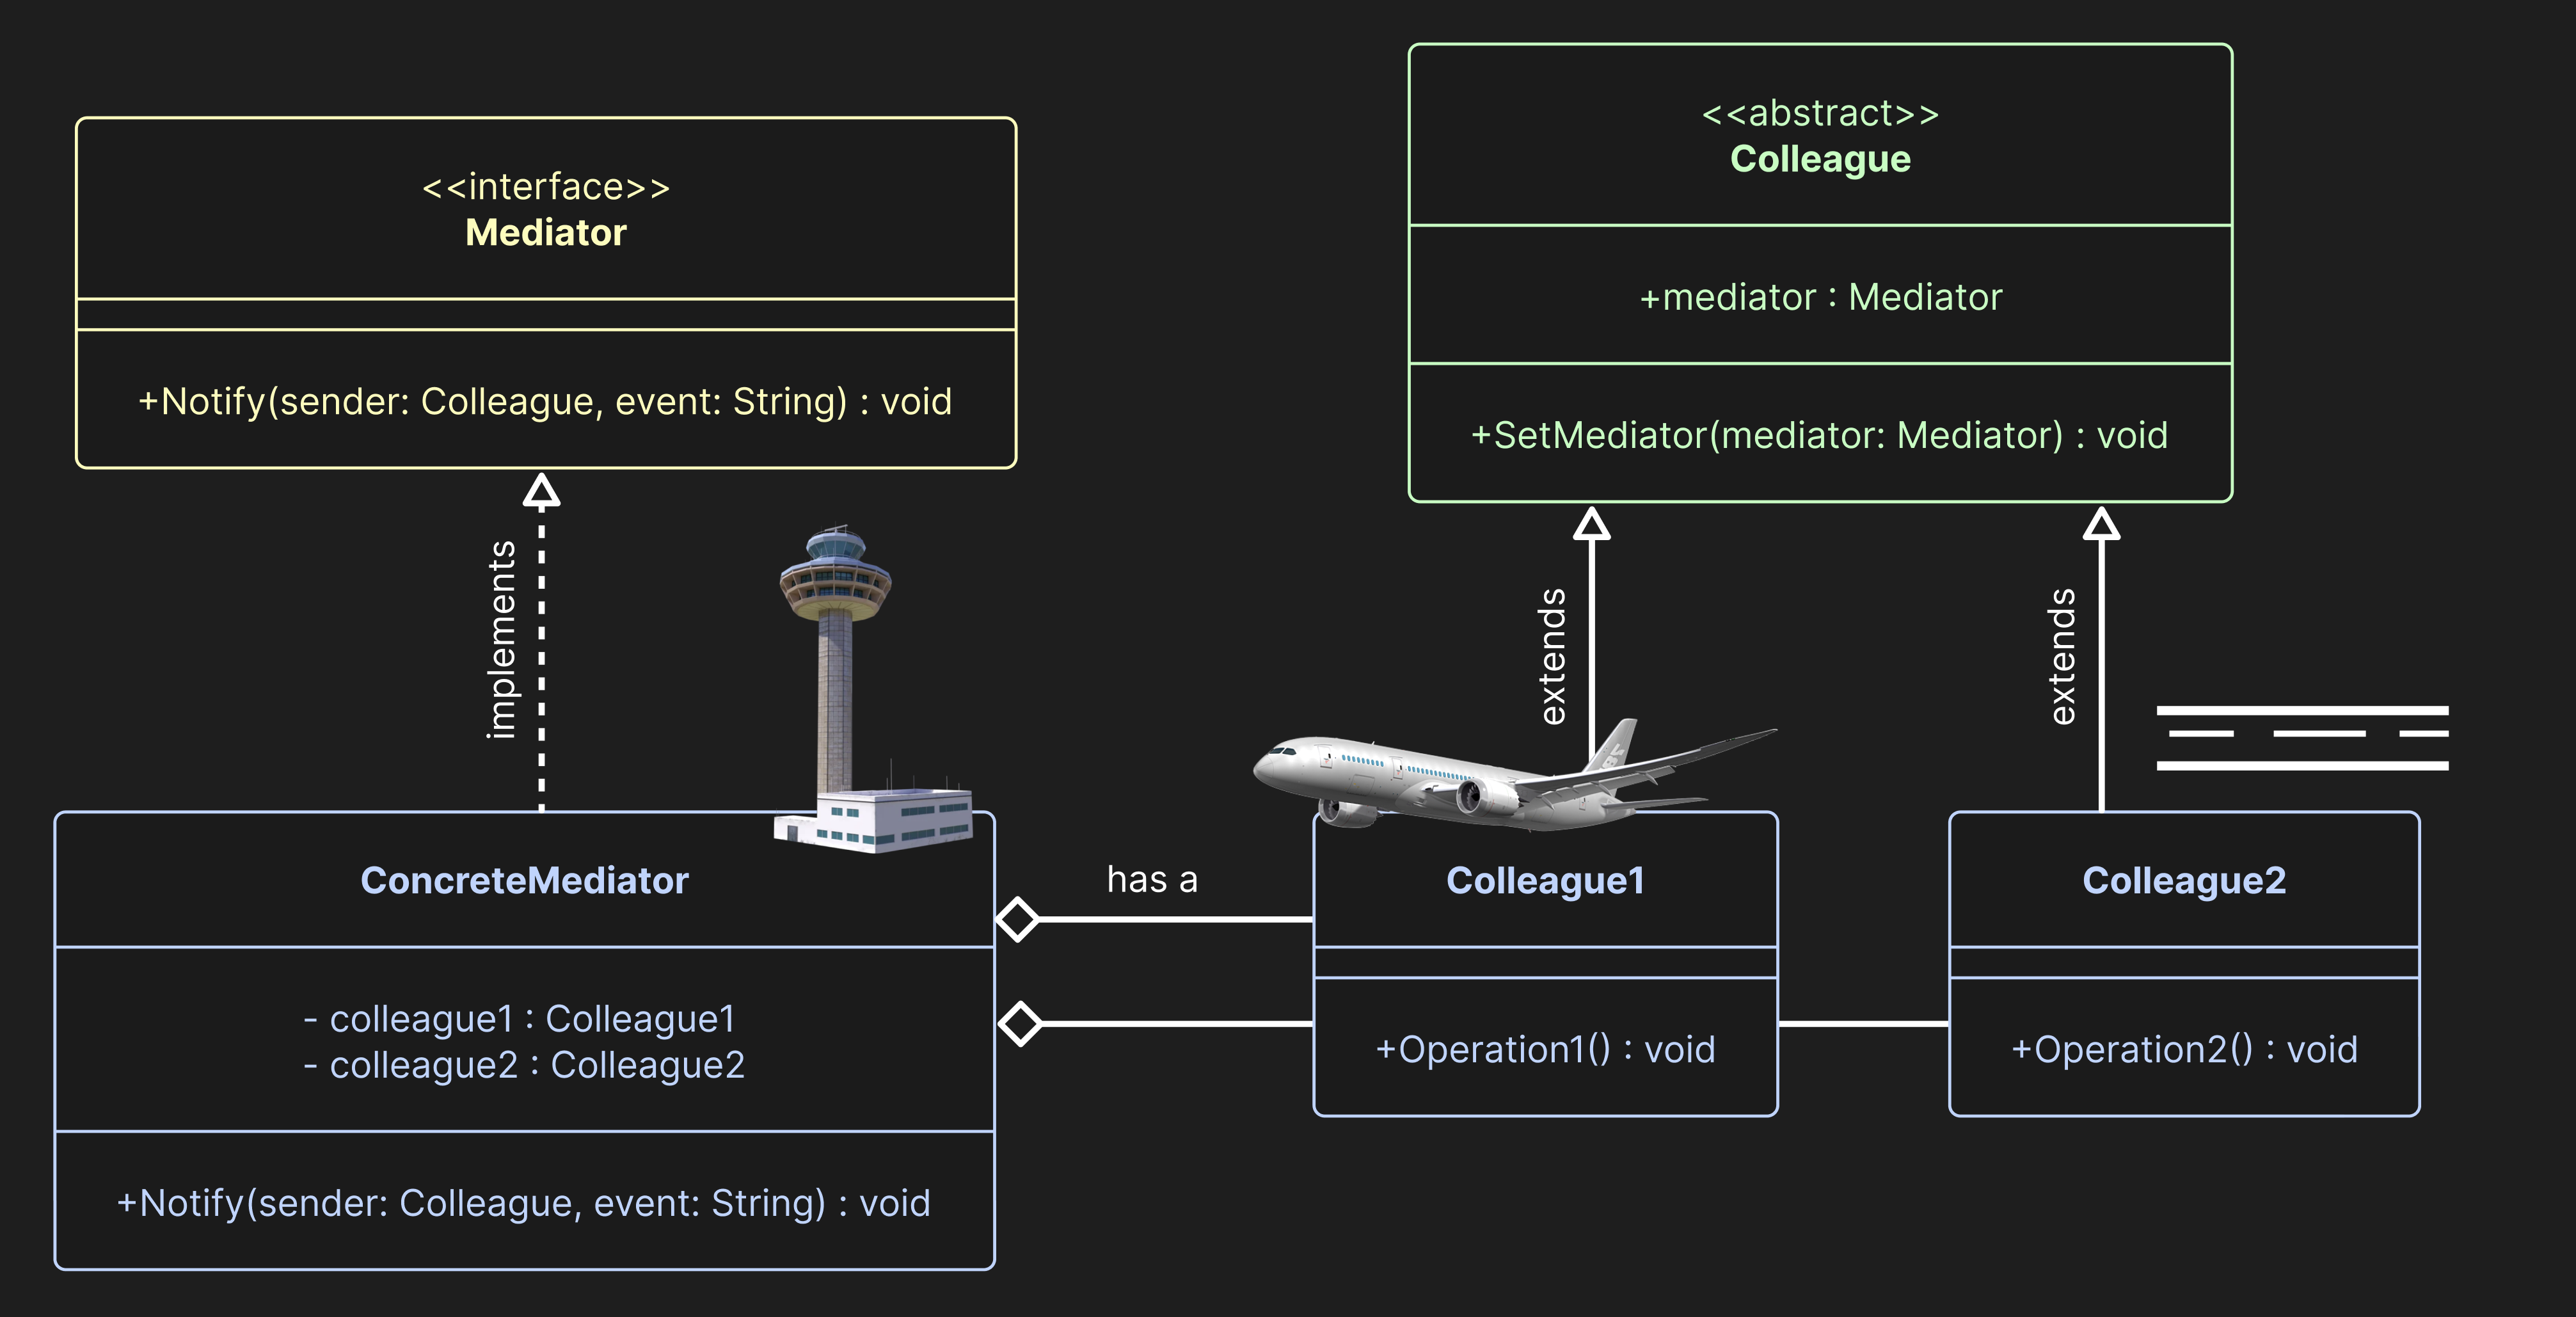 <<interface>>
Mediator
+Notify(sender: Colleague, event: String) : void
<<abstract>>
Colleague
+mediator : Mediator
+SetMediator(mediator: Mediator) : void
implements
extends
extends
ConcreteMediator
- colleague1 : Colleague1
- colleague2 : Colleague2
+Notify(sender: Colleague, event: String) : void
has a
Colleague1
+Operation1() : void
Colleague2
+Operation2() : void